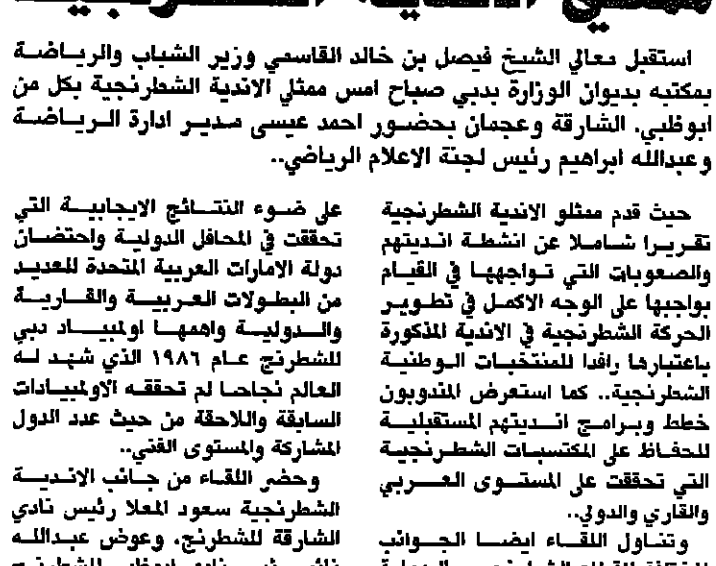 استقبل معالي الشيخ فيصل بن خالد القاسمي وزير الشباب والرياضة
بمكتبه بديوان الوزارة بدبي صباح امس ممثلي الاندية الشطرنجية بكل من
ابوظبي. الشارقة وعجمان بحضور احمد عيسى مدير ادارة الرياضة
وعبدالله ابراهيم رئيس لجنة الاعلام الرياضي..
حيث قدم ممثلو الاندية الشطرنجية
تقريرا شاملا عن انشطة انديتهم
والصعوبات التي تواجهها في القيام
بواجبها على الوجه الاكمل في تطوير
الحركة الشطرنجية في الاندية المذكورة
باعتبارها رافدا للمنتخبات الوطنية
الشطرنجية.. كما استعرض المندوبون
خطط وبرامج انديتهم المستقبلية
للحفاظ على المكتسبات الشطرنجية
التي تحققت على المستوى العربي
والقاري والدولي..
وتناول اللقاء ايضا الجوانب
على ضوء النتائج الايجابية التي
تحققت في المحافل الدولية واحتضان
دولة الامارات العربية المتحدة للعديد
من البطولات العربية والقارية
والدولية واهمها اولمبياد دبي
للشطرنج عام ١٩٨٦ الذي شهد له
العالم نجاحا لم تحققه الاولمبيادات
السابقة واللاحقة من حيث عدد الدول
المشاركة والمستوى الفني..
وحضر اللقاء من جانب الاندية
الشطرنجية سعود المعلا رئيس نادي
الشارقة للشطرنج، وعوض عبدالله